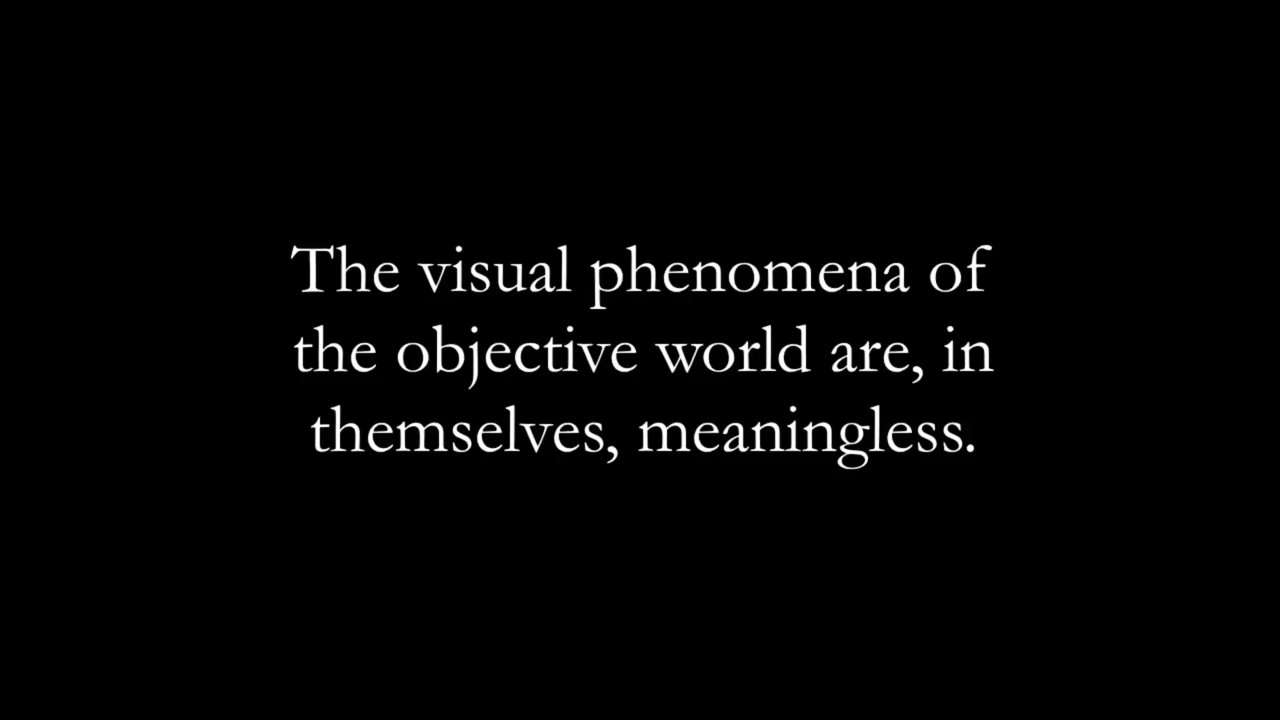 The visual phenomena of
the objective world are, in
themselves, meaningless.